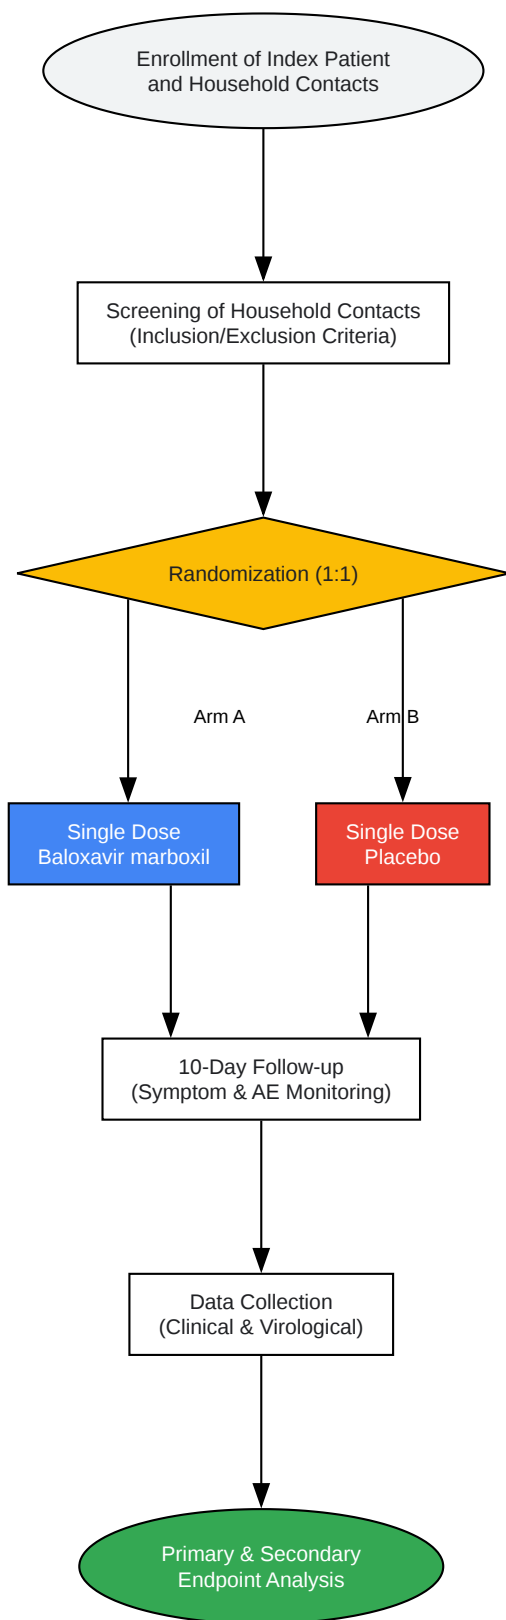 Enrollment of Index Patient
and Household Contacts
Screening of Household Contacts
(Inclusion/Exclusion Criteria)
Randomization (1:1)
Arm A
Arm B
Single Dose
Baloxavir marboxil
Single Dose
Placebo
10-Day Follow-up
(Symptom & AE Monitoring)
Data Collection
(Clinical & Virological)
Primary & Secondary
Endpoint Analysis